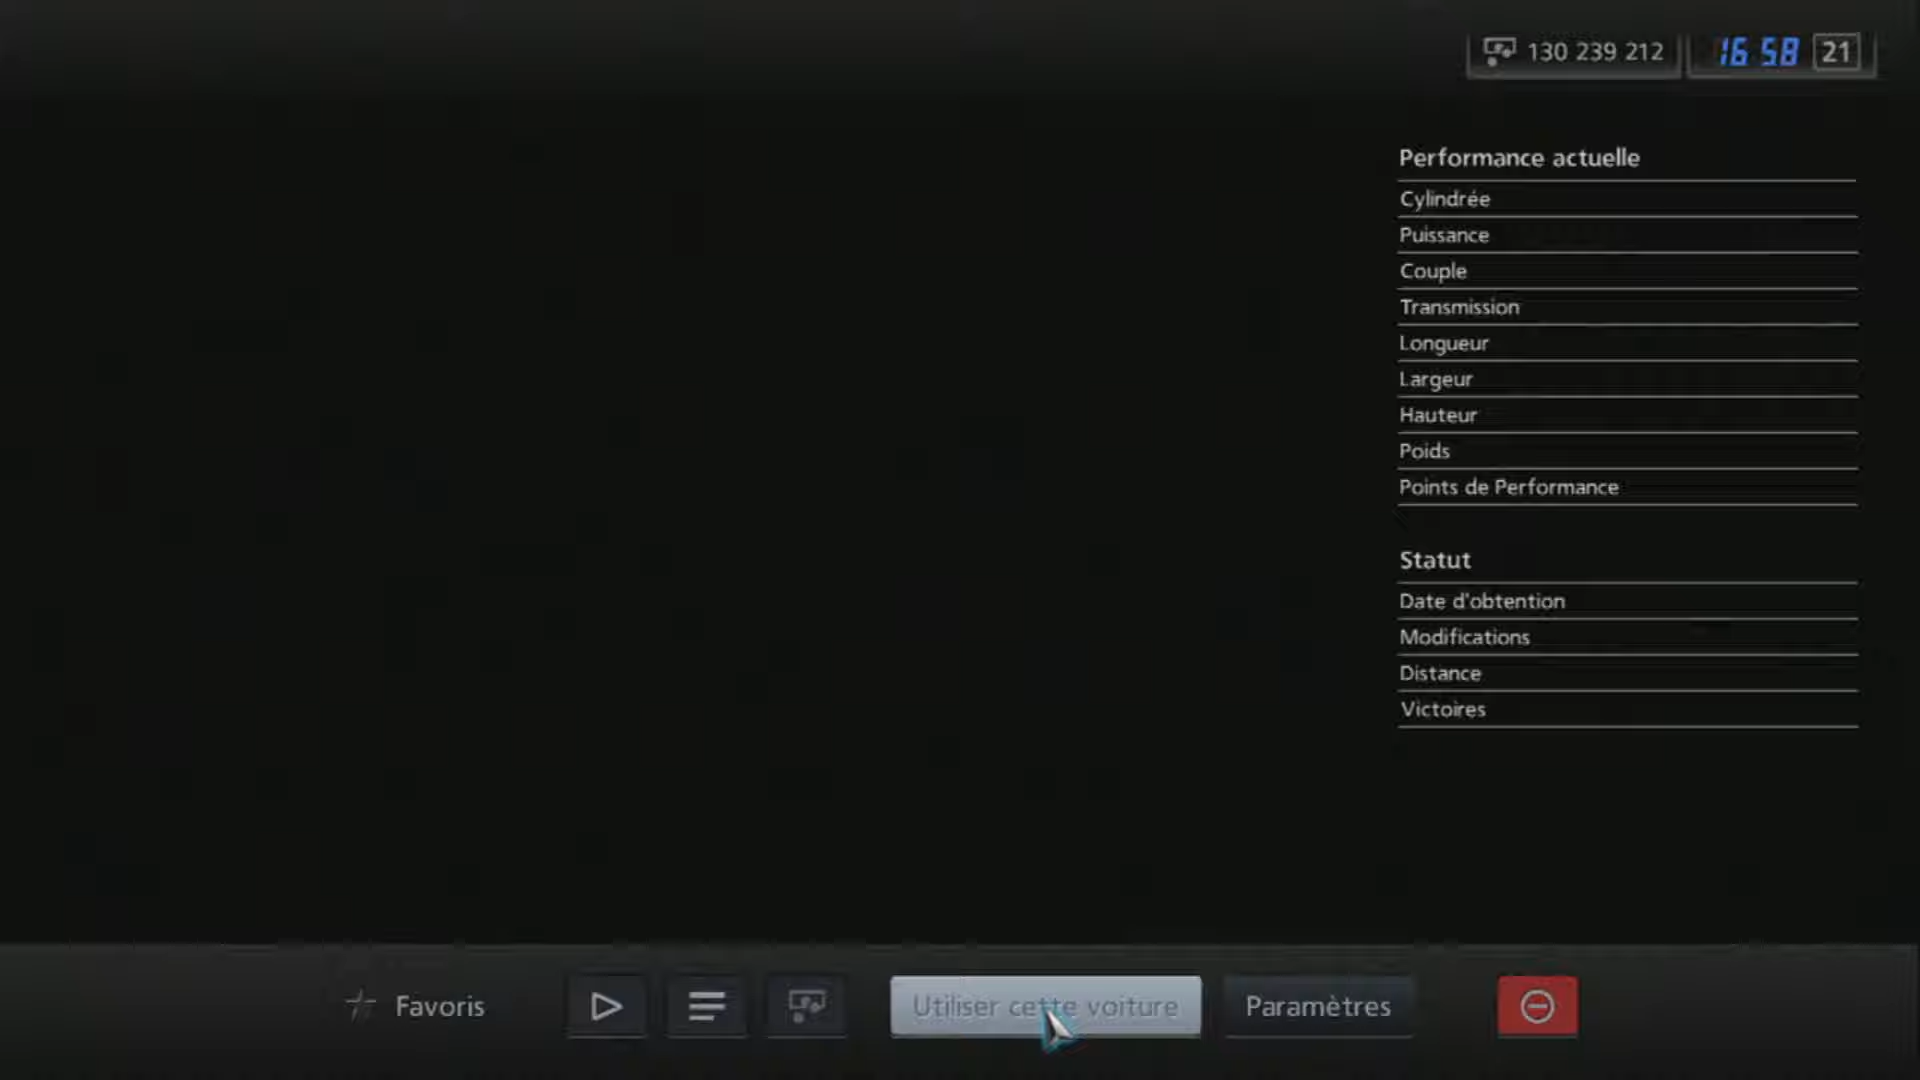 130 239 212
16 58 21
Performance actuelle
Cylindrée
Puissance
Couple
Transmission
Longueur
Largeur
Hauteur
Poids
Points de Performance
Statut
Date d'obtention
Modifications
Distance
Victoires
Favoris
Utiliser cette voiture
Paramètres